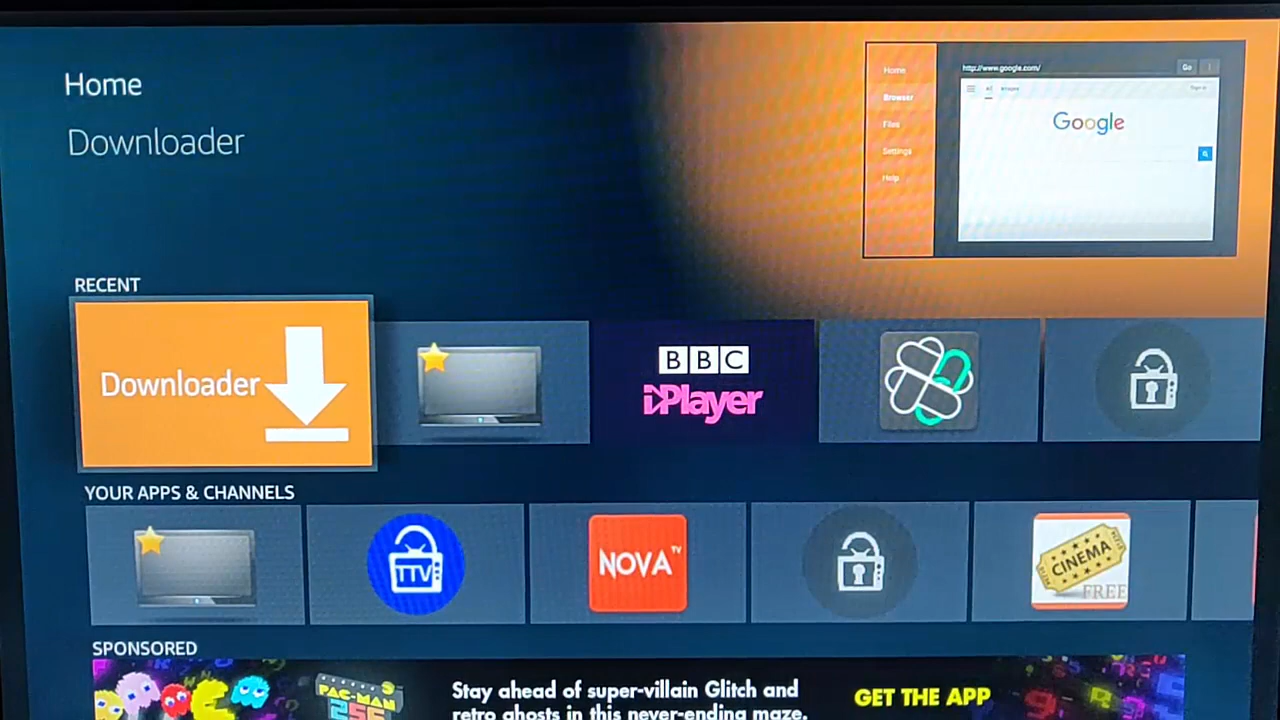 Home
Downloader
Home
Browser
Files
Settings
Help
http://www.google.com/
Go
Google
RECENT
Downloader
BBC
iPlayer
YOUR APPS & CHANNELS
TTV
NOVA TV
CINEMA
FREE
SPONSORED
PAC-MAN
256
Stay ahead of super-villain Glitch and
retro ghosts in this never-ending maze.
GET THE APP